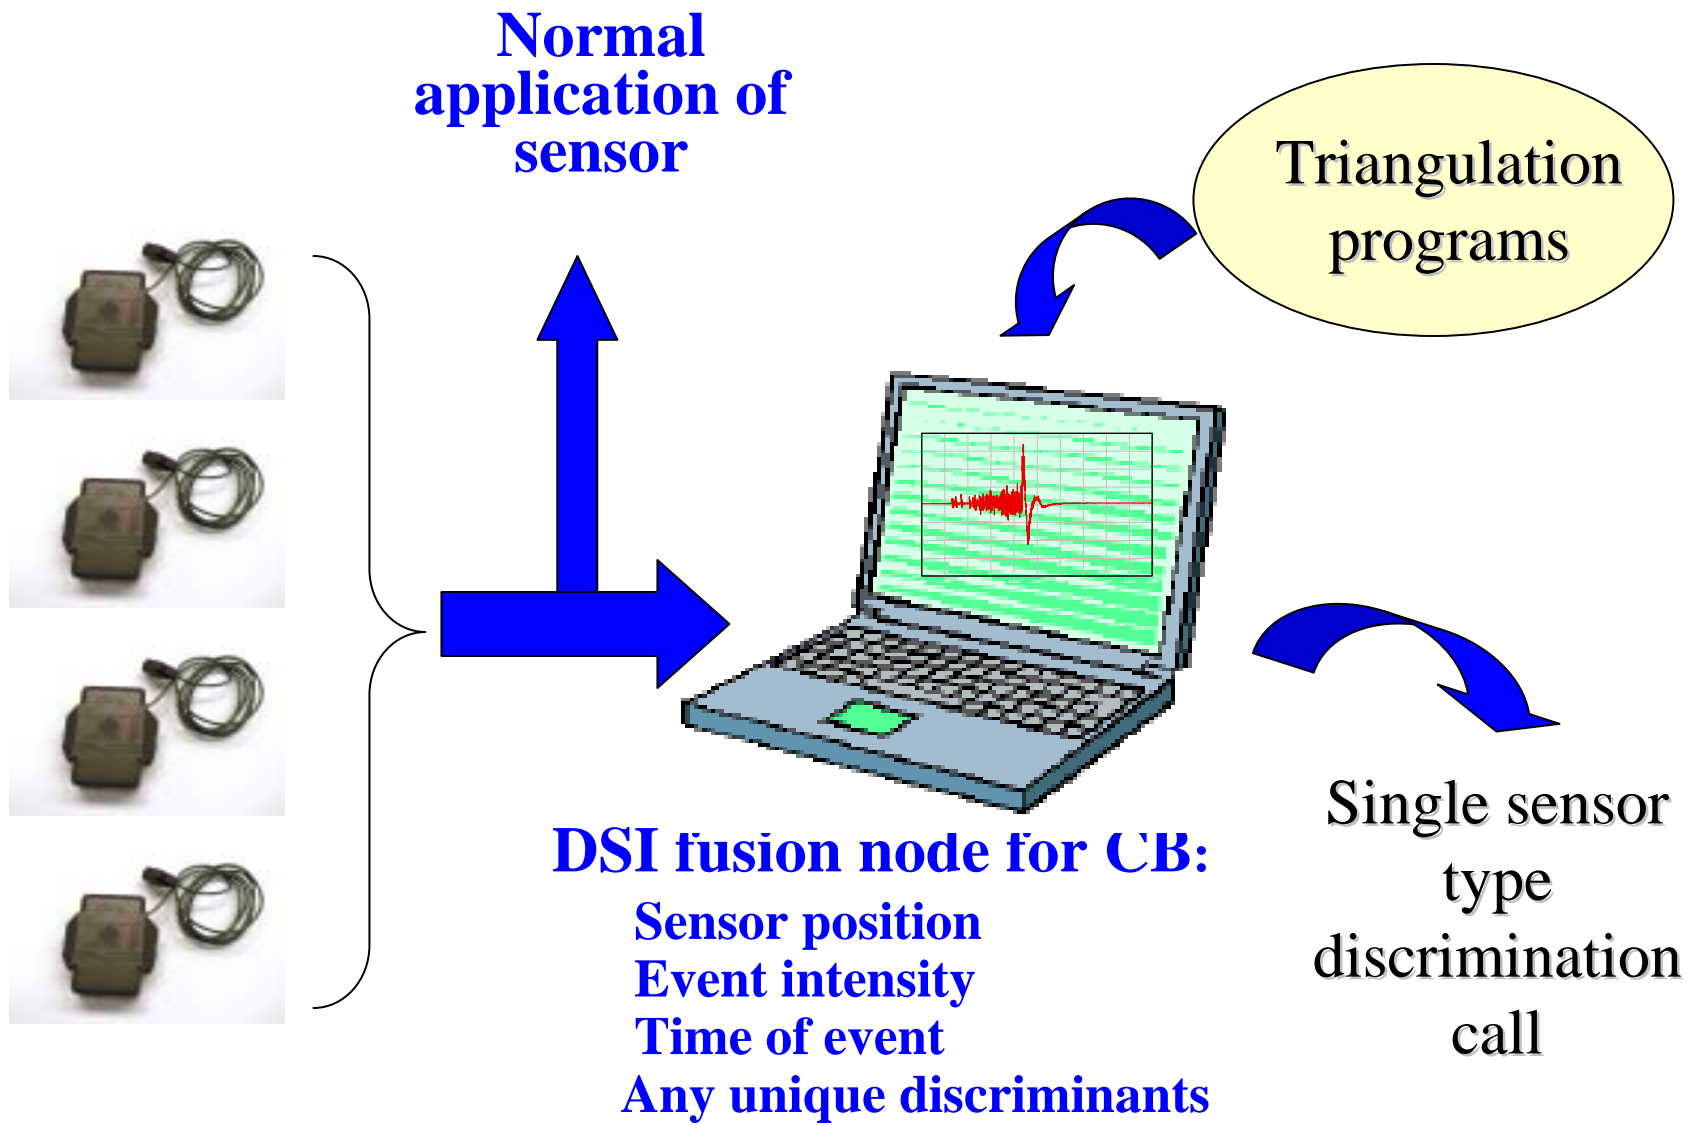 Normal
application of
sensor
Triangulation
programs
DSI fusion node for CB:
Sensor position
Event intensity
Time of event
Any unique discriminants
Single sensor
type
discrimination
call